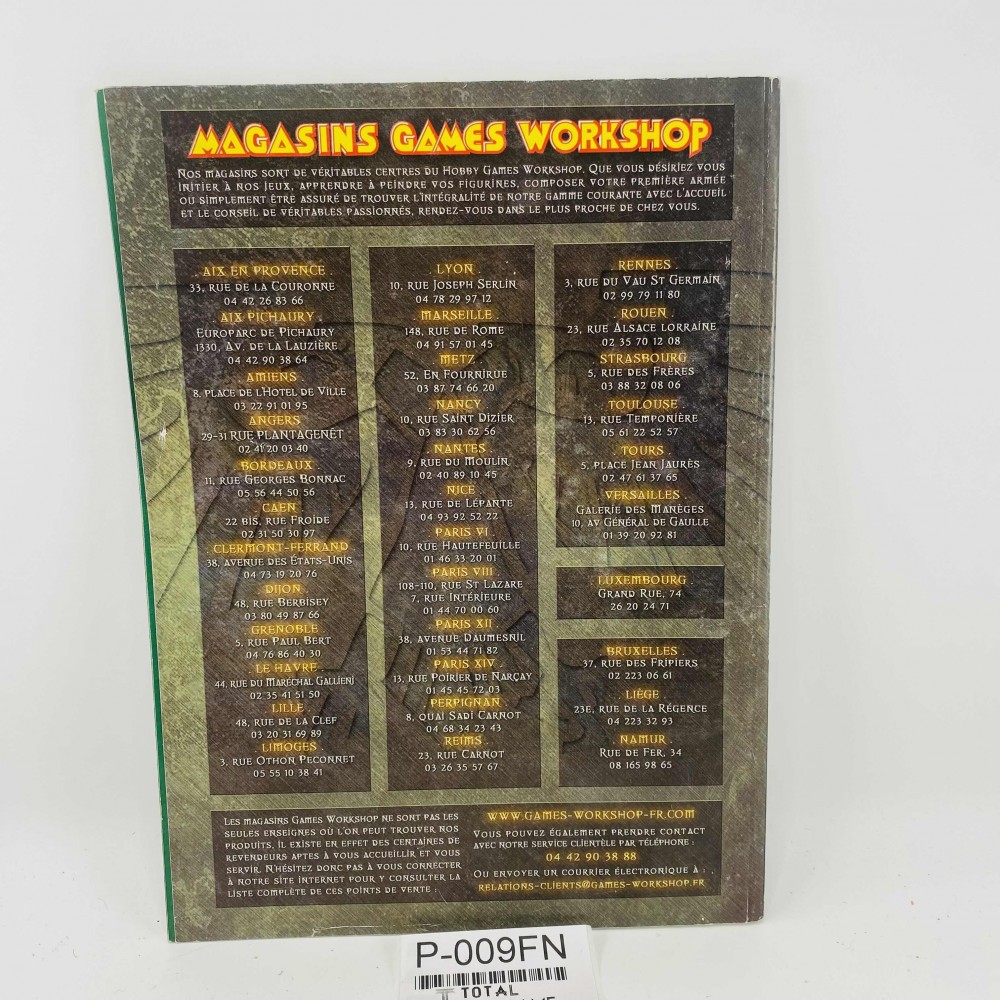 MAGASINS GAMES WORKSHOP
Nos magasins sont de véritables centres du Hobby Games Workshop. Que vous désiriez vous
initier à nos jeux, apprendre à peindre vos figurines, composer votre première armée
ou simplement être assuré de trouver l'intégralité de notre gamme courante avec l'accueil
et le conseil de véritables passionnés, rendez-vous dans le plus proche de chez vous.
. AIX EN PROVENCE .
33, rue de la Couronne
04 42 26 83 66
. AIX PICHAURY .
Europarc de Pichaury
1330, Av. de la Lauzière
04 42 90 38 64
. AMIENS .
8, place de l'Hotel de Ville
03 22 91 01 95
. ANGERS .
29-31 rue Plantagenêt
02 41 20 03 40
. BORDEAUX .
11, rue Georges Bonnac
05 56 44 50 56
. CAEN .
22 bis, rue Froide
02 31 50 30 97
. CLERMONT-FERRAND .
38, avenue des États-Unis
04 73 19 20 76
. DIJON .
48, rue Berbisey
03 80 49 87 66
. GRENOBLE .
5, rue Paul Bert
04 76 86 40 30
. LE HAVRE .
44, rue du Maréchal Gallieni
02 35 41 51 50
. LILLE .
48, rue de la Clef
03 20 31 69 89
. LIMOGES .
3, rue Othon Peconnet
05 55 10 38 41
. LYON .
10, rue Joseph Serlin
04 78 29 97 12
. MARSEILLE .
148, rue de Rome
04 91 57 01 45
. METZ .
52, En Fournirue
03 87 74 66 20
. NANCY .
10, rue Saint Dizier
03 83 30 62 56
. NANTES .
9, rue du Moulin
02 40 89 10 45
. NICE .
13, rue de Lépante
04 93 92 52 22
. PARIS VI .
10, rue Hautefeuille
01 46 33 20 01
. PARIS VIII .
108-110, rue St Lazare
7, rue Intérieure
01 44 70 00 60
. PARIS XII .
38, avenue Daumesnil
01 53 44 71 82
. PARIS XIV .
13, rue Poirier de Narçay
01 45 45 72 03
. PERPIGNAN .
8, quai Sadi Carnot
04 68 34 23 43
. REIMS .
23, rue Carnot
03 26 35 57 67
. RENNES .
3, rue du Vau St Germain
02 99 79 11 80
. ROUEN .
23, rue Alsace Lorraine
02 35 70 12 08
. STRASBOURG .
5, rue des Frères
03 88 32 08 06
. TOULOUSE .
13, rue Temponière
05 61 22 52 57
. TOURS .
5, place Jean Jaurès
02 47 61 37 65
. VERSAILLES .
Galerie des Manèges
10, av Général de Gaulle
01 39 20 92 81
. LUXEMBOURG .
Grand Rue, 74
26 20 24 71
. BRUXELLES .
37, rue des Fripiers
02 223 06 61
. LIÈGE .
23E, rue de la Régence
04 223 32 93
. NAMUR .
Rue de Fer, 34
08 165 98 65
Les magasins Games Workshop ne sont pas les
seules enseignes où l'on peut trouver nos
produits, il existe en effet des centaines de
revendeurs aptes à vous accueillir et vous
servir. N'hésitez donc pas à vous connecter
à notre site internet pour y consulter la
liste complète de ces points de vente :
WWW.GAMES-WORKSHOP-FR.COM
Vous pouvez également prendre contact
avec notre service clientèle par téléphone :
04 42 90 38 88
Ou envoyer un courrier électronique à :
RELATIONS-CLIENTS@GAMES-WORKSHOP.FR
P-009FN
TOTAL